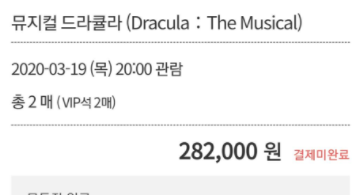 뮤지컬 드라큘라 (Dracula : The Musical)
2020-03-19 (목) 20:00 관람
총 2 매 ( VIP석 2매)
282,000 원 결제미완료